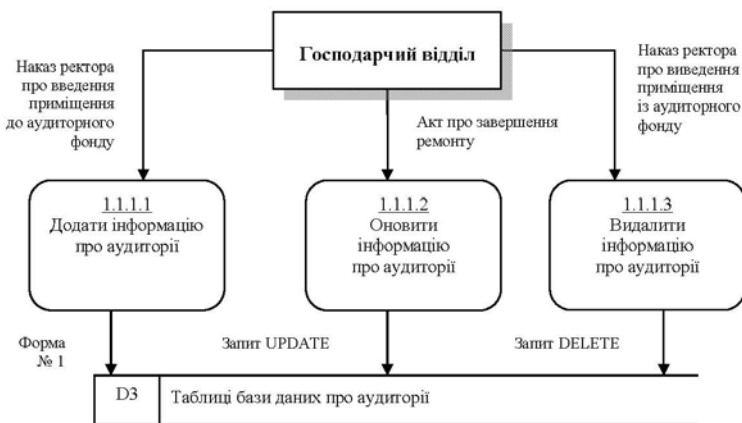 Господарчий відділ
Наказ ректора
про введення
приміщення
до аудиторного
фонду
Акт про завершення
ремонту
Наказ ректора
про виведення
приміщення
із аудиторного
фонду
1.1.1.1
Додати інформацію
про аудиторії
1.1.1.2
Оновити
інформацію
про аудиторії
1.1.1.3
Видалити
інформацію
про аудиторії
Форма
№ 1
Запит UPDATE
Запит DELETE
D3
Таблиці бази даних про аудиторії